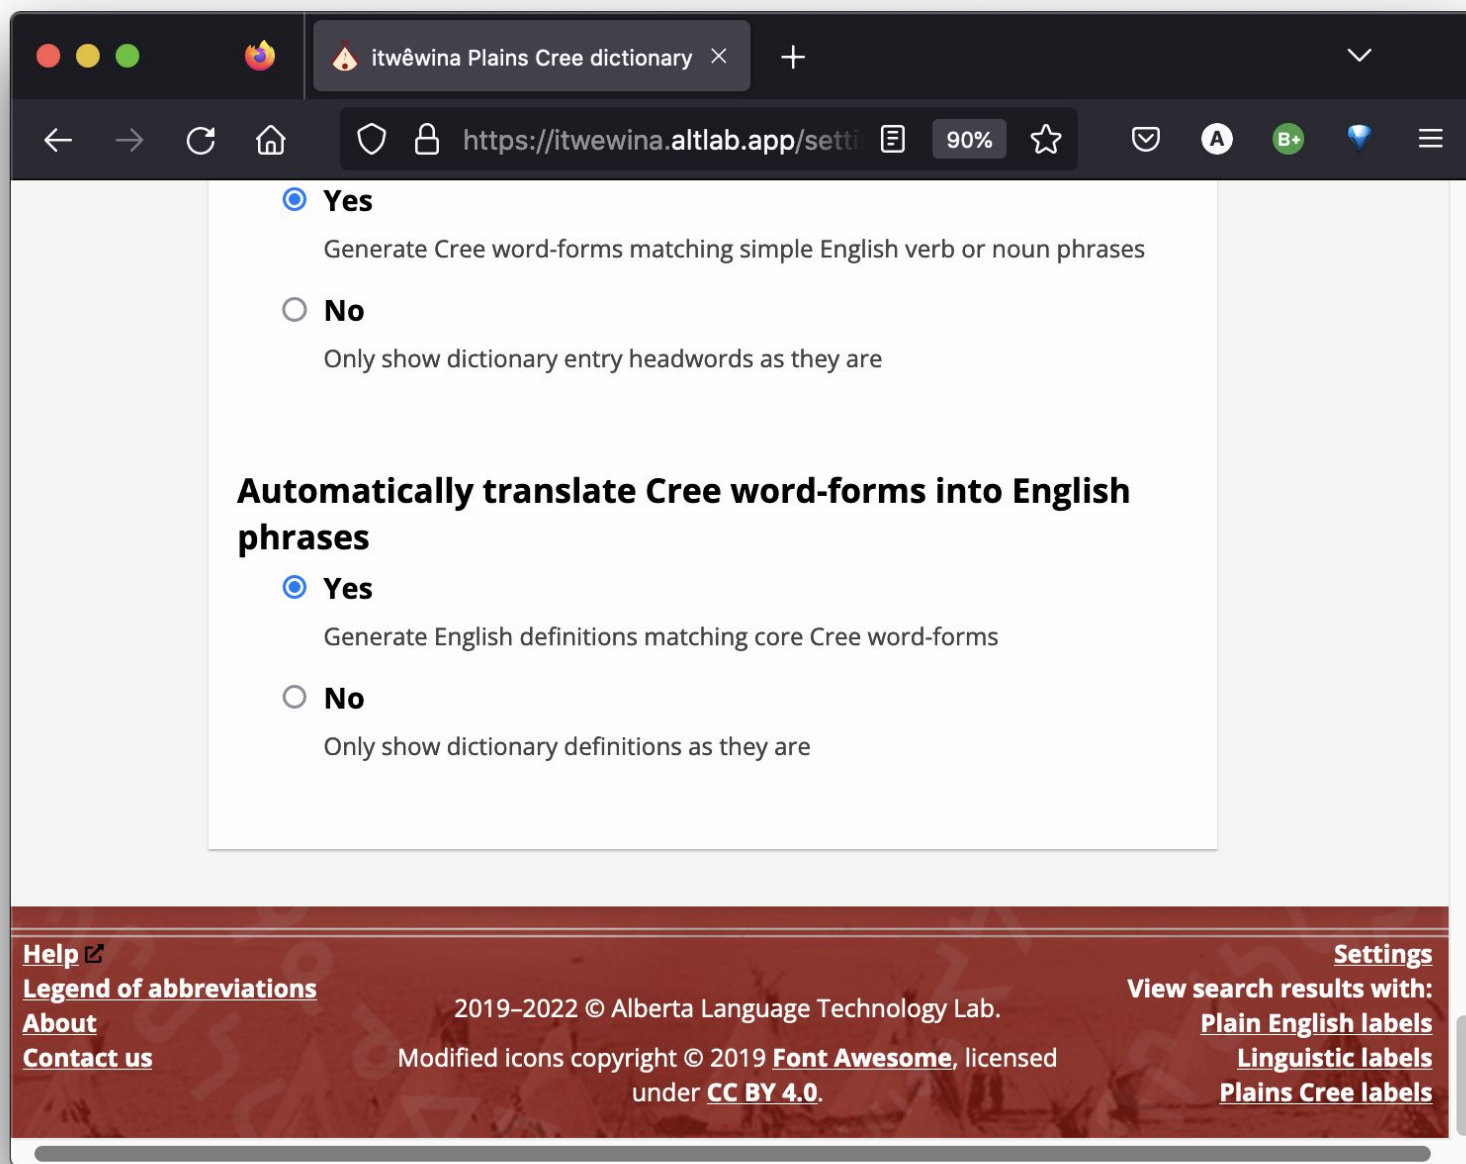 itwêwina Plains Cree dictionary
https://itwewina.altlab.app/setti
90%
A
B+
Yes
Generate Cree word-forms matching simple English verb or noun phrases
No
Only show dictionary entry headwords as they are
Automatically translate Cree word-forms into English
phrases
Yes
Generate English definitions matching core Cree word-forms
No
Only show dictionary definitions as they are
Help
Legend of abbreviations
About
Contact us
2019–2022 © Alberta Language Technology Lab.
Modified icons copyright © 2019 Font Awesome, licensed
under CC BY 4.0.
Settings
View search results with:
Plain English labels
Linguistic labels
Plains Cree labels